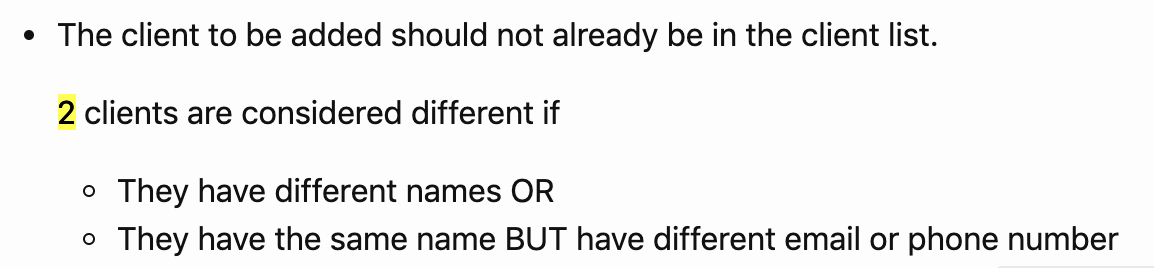 • The client to be added should not already be in the client list.
2 clients are considered different if
◦ They have different names OR
◦ They have the same name BUT have different email or phone number